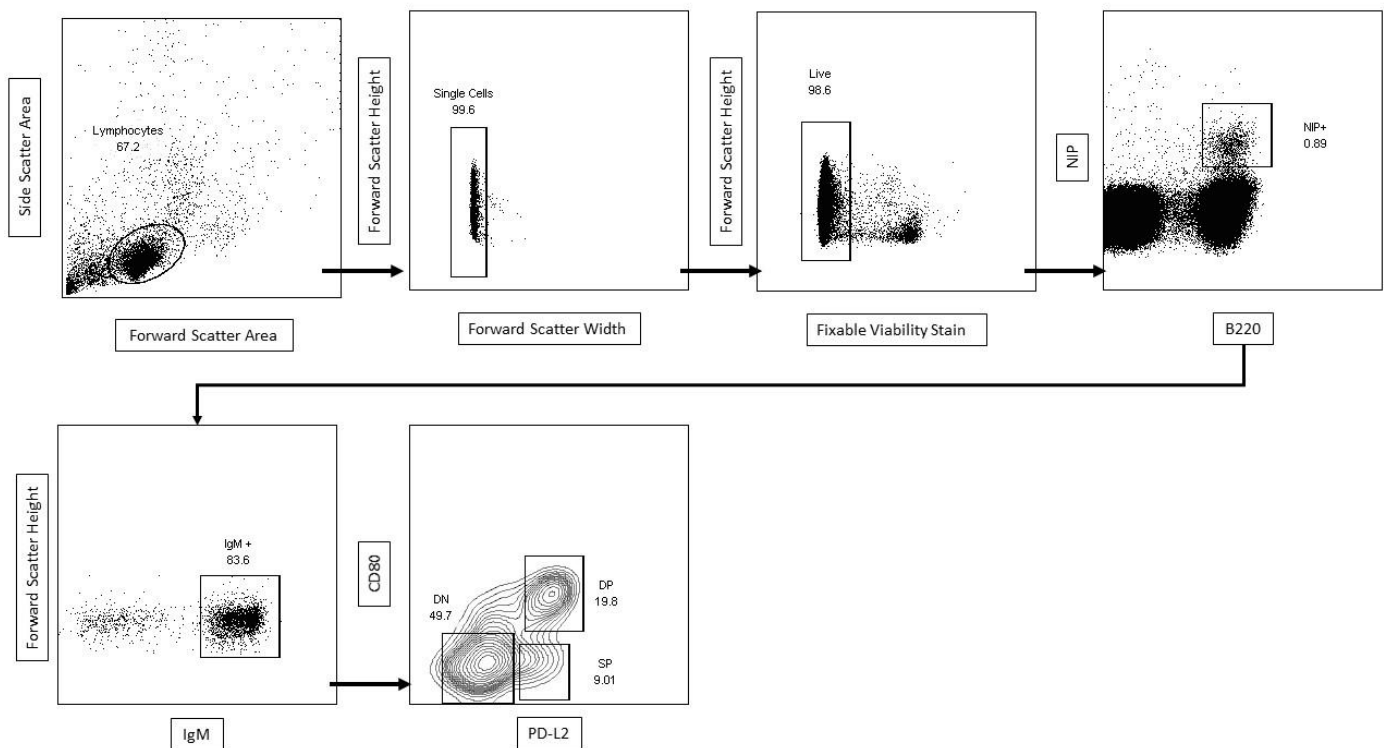 Side Scatter Area
Lymphocytes
67.2
Forward Scatter Area
Forward Scatter Height
Single Cells
99.6
Forward Scatter Width
Forward Scatter Height
Live
98.6
Fixable Viability Stain
NIP
NIP+
0.89
B220
Forward Scatter Height
IgM +
83.6
IgM
CD80
DN
49.7
DP
19.8
SP
9.01
PD-L2